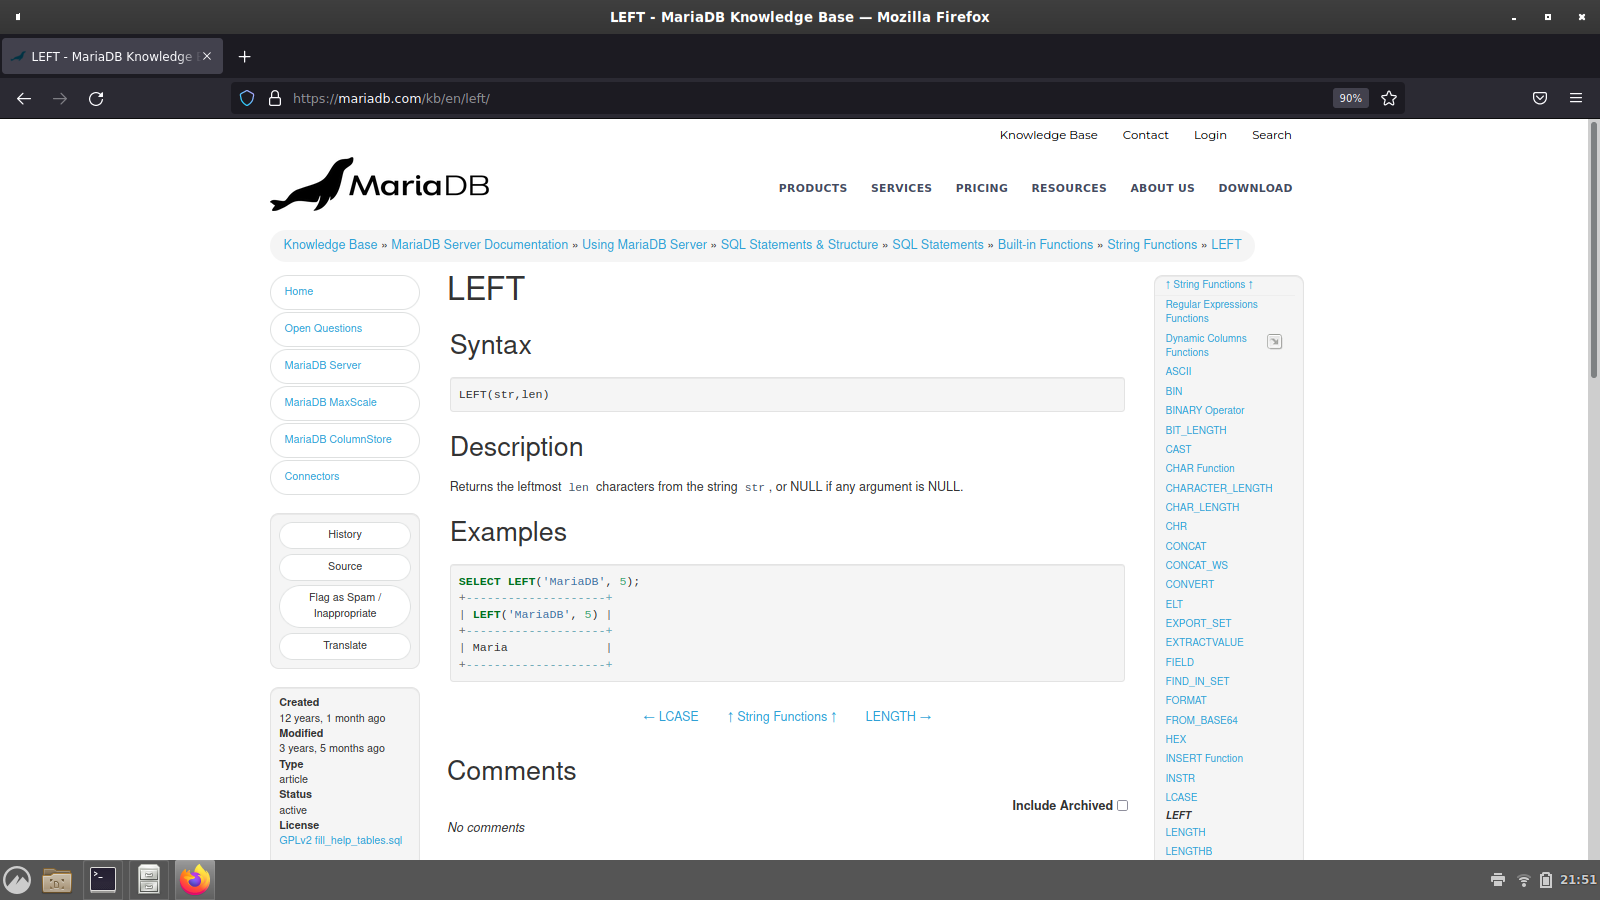 LEFT - MariaDB Knowledge Base — Mozilla Firefox
LEFT - MariaDB Knowledge
https://mariadb.com/kb/en/left/
90%
Knowledge Base Contact Login Search
MariaDB
PRODUCTS SERVICES PRICING RESOURCES ABOUT US DOWNLOAD
Knowledge Base » MariaDB Server Documentation » Using MariaDB Server » SQL Statements & Structure » SQL Statements » Built-in Functions » String Functions » LEFT
Home
Open Questions
MariaDB Server
MariaDB MaxScale
MariaDB ColumnStore
Connectors
History
Source
Flag as Spam /
Inappropriate
Translate
Created
12 years, 1 month ago
Modified
3 years, 5 months ago
Type
article
Status
active
License
GPLv2 fill_help_tables.sql
LEFT
Syntax
LEFT(str,len)
Description
Returns the leftmost len characters from the string str , or NULL if any argument is NULL.
Examples
SELECT LEFT('MariaDB', 5);
+--------------------+
| LEFT('MariaDB', 5) |
+--------------------+
| Maria              |
+--------------------+
← LCASE ↑ String Functions ↑ LENGTH →
Comments
Include Archived
No comments
↑ String Functions ↑
Regular Expressions
Functions
Dynamic Columns
Functions
ASCII
BIN
BINARY Operator
BIT_LENGTH
CAST
CHAR Function
CHARACTER_LENGTH
CHAR_LENGTH
CHR
CONCAT
CONCAT_WS
CONVERT
ELT
EXPORT_SET
EXTRACTVALUE
FIELD
FIND_IN_SET
FORMAT
FROM_BASE64
HEX
INSERT Function
INSTR
LCASE
LEFT
LENGTH
LENGTHB
21:51